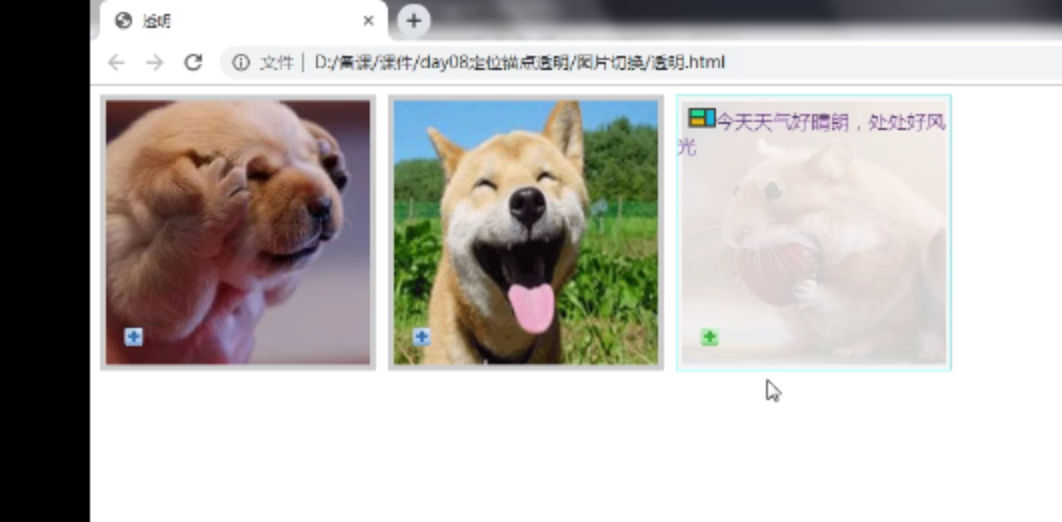 透明
文件 | D:/备课/课件/day08定位锚点透明/图片切换/透明.html
今天天气好晴朗，处处好风
光